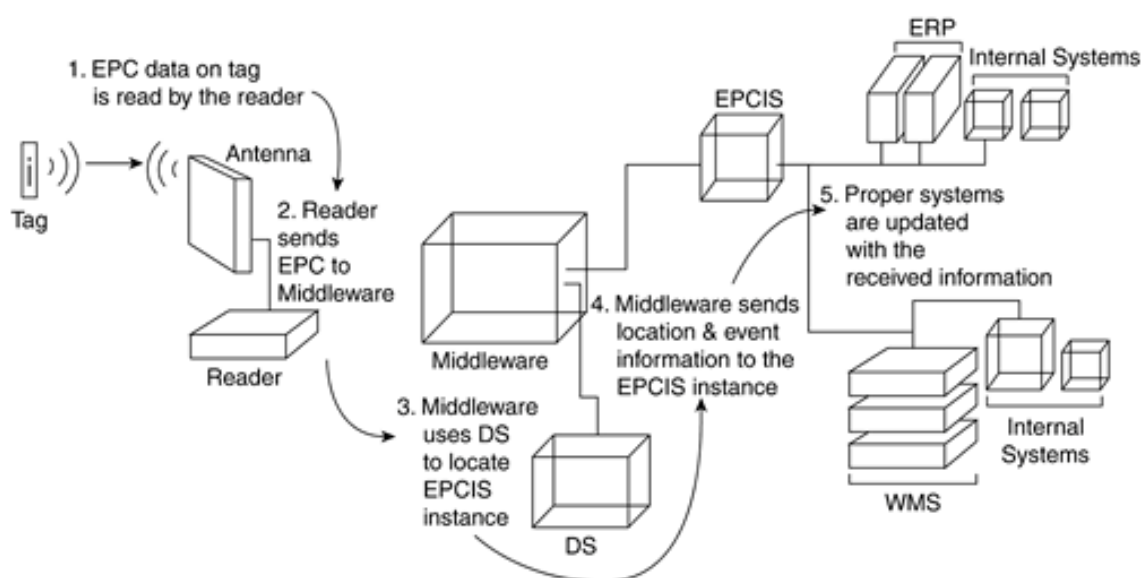 1. EPC data on tag
is read by the reader
Tag
i
Antenna
2. Reader
sends
EPC to
Middleware
Reader
3. Middleware
uses DS
to locate
EPCIS
instance
Middleware
DS
4. Middleware sends
location & event
information to the
EPCIS instance
EPCIS
5. Proper systems
are updated
with the
received information
ERP
Internal Systems
WMS
Internal
Systems